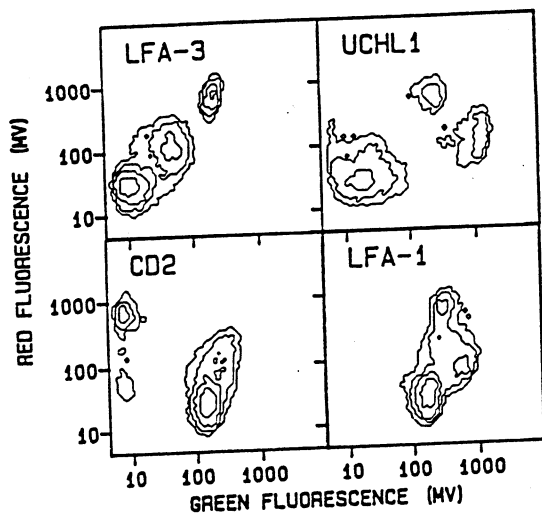 LFA-3
UCHL1
1000
100
10
CD2
LFA-1
1000
100
10
10 100 1000
10 100 1000
RED FLUORESCENCE (MV)
GREEN FLUORESCENCE (MV)